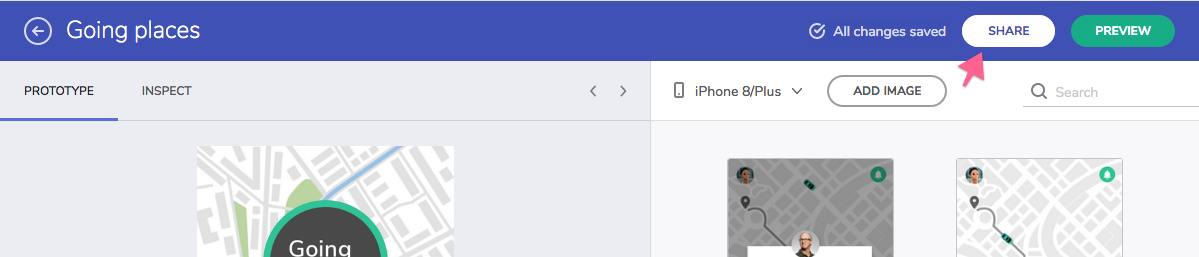 Going places
All changes saved
SHARE
PREVIEW
PROTOTYPE
INSPECT
iPhone 8/Plus
ADD IMAGE
Search
Going